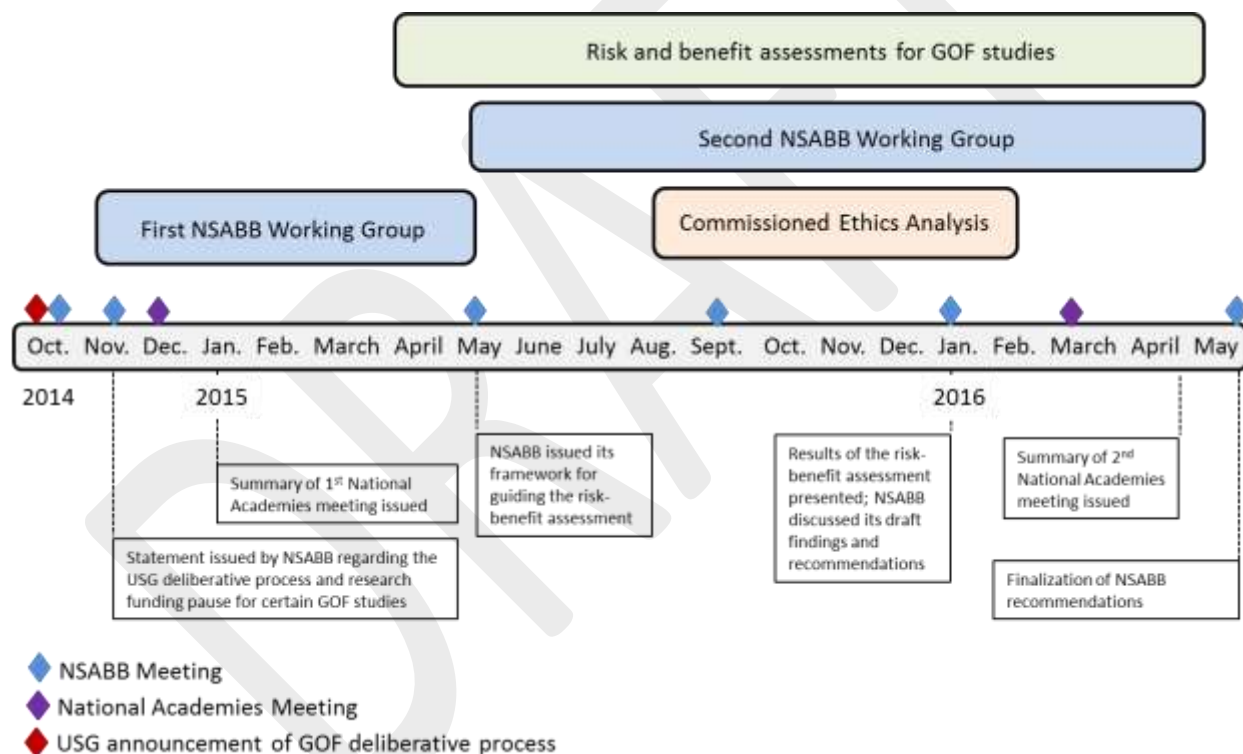 Risk and benefit assessments for GOF studies
Second NSABB Working Group
First NSABB Working Group
Commissioned Ethics Analysis
Oct. Nov. Dec. Jan. Feb. March April May June July Aug. Sept. Oct. Nov. Dec. Jan. Feb. March April May
2014 2015 2016
Summary of 1st National
Academies meeting issued
Statement issued by NSABB regarding the
USG deliberative process and research
funding pause for certain GOF studies
NSABB issued its
framework for
guiding the risk-
benefit assessment
Results of the risk-
benefit assessment
presented; NSABB
discussed its draft
findings and
recommendations
Summary of 2nd
National Academies
meeting issued
Finalization of NSABB
recommendations
NSABB Meeting
National Academies Meeting
USG announcement of GOF deliberative process
DRAFT